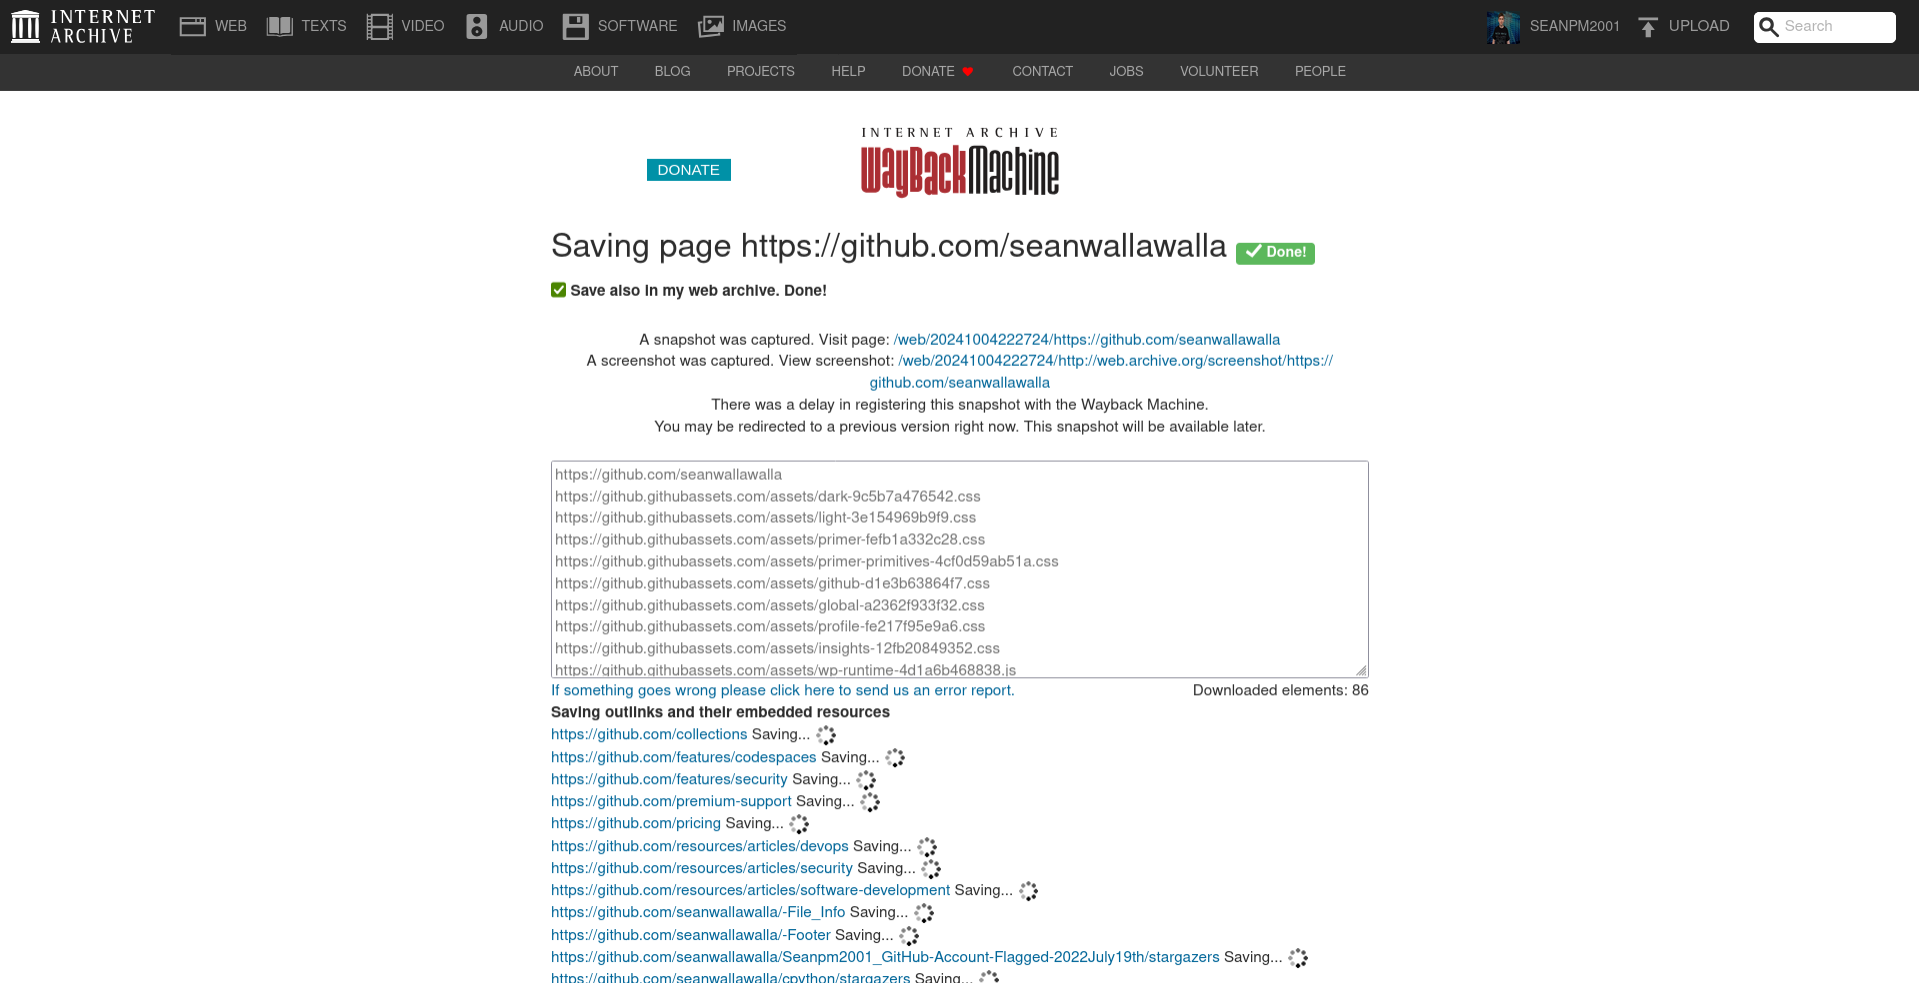 INTERNET ARCHIVE
WEB TEXTS VIDEO AUDIO SOFTWARE IMAGES SEANPM2001 UPLOAD Search
ABOUT BLOG PROJECTS HELP DONATE CONTACT JOBS VOLUNTEER PEOPLE
INTERNET ARCHIVE
WayBackMachine
DONATE
Saving page https://github.com/seanwallawalla Done!
Save also in my web archive. Done!
A snapshot was captured. Visit page: /web/20241004222724/https://github.com/seanwallawalla
A screenshot was captured. View screenshot: /web/20241004222724/http://web.archive.org/screenshot/https://
github.com/seanwallawalla
There was a delay in registering this snapshot with the Wayback Machine.
You may be redirected to a previous version right now. This snapshot will be available later.
https://github.com/seanwallawalla
https://github.githubassets.com/assets/dark-9c5b7a476542.css
https://github.githubassets.com/assets/light-3e154969b9f9.css
https://github.githubassets.com/assets/primer-fefb1a332c28.css
https://github.githubassets.com/assets/primer-primitives-4cf0d59ab51a.css
https://github.githubassets.com/assets/github-d1e3b63864f7.css
https://github.githubassets.com/assets/global-a2362f933f32.css
https://github.githubassets.com/assets/profile-fe217f95e9a6.css
https://github.githubassets.com/assets/insights-12fb20849352.css
https://github.githubassets.com/assets/wp-runtime-4d1a6b468838.js
If something goes wrong please click here to send us an error report. Downloaded elements: 86
Saving outlinks and their embedded resources
https://github.com/collections Saving...
https://github.com/features/codespaces Saving...
https://github.com/features/security Saving...
https://github.com/premium-support Saving...
https://github.com/pricing Saving...
https://github.com/resources/articles/devops Saving...
https://github.com/resources/articles/security Saving...
https://github.com/resources/articles/software-development Saving...
https://github.com/seanwallawalla/-File_Info Saving...
https://github.com/seanwallawalla/-Footer Saving...
https://github.com/seanwallawalla/Seanpm2001_GitHub-Account-Flagged-2022July19th/stargazers Saving...
https://github.com/seanwallawalla/cpython/stargazers Saving...